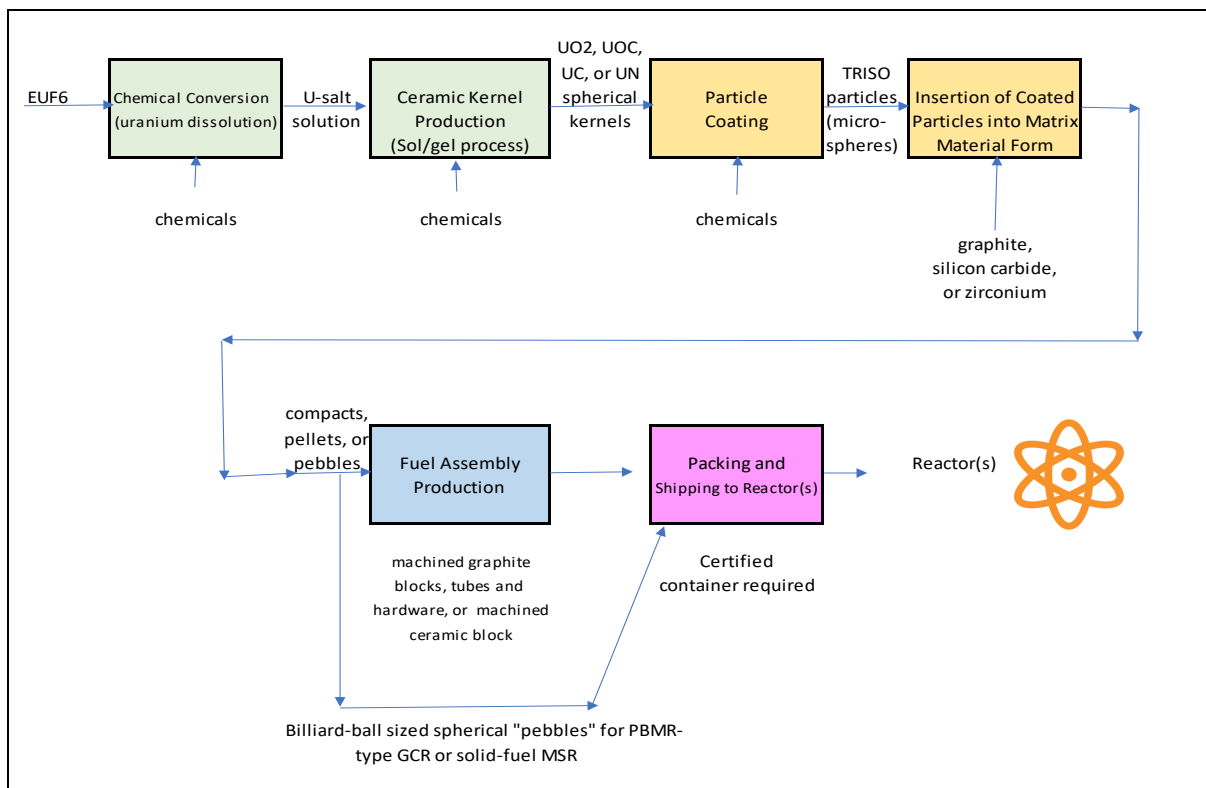 EUF6
Chemical Conversion
(uranium dissolution)
U-salt
solution
Ceramic Kernel
Production
(Sol/gel process)
UO2, UOC,
UC, or UN
spherical
kernels
Particle
Coating
TRISO
particles
(micro-
spheres)
Insertion of Coated
Particles into Matrix
Material Form
chemicals
chemicals
chemicals
graphite,
silicon carbide,
or zirconium
compacts,
pellets, or
pebbles
Fuel Assembly
Production
Packing and
Shipping to Reactor(s)
Reactor(s)
machined graphite
blocks, tubes and
hardware, or machined
ceramic block
Certified
container required
Billiard-ball sized spherical "pebbles" for PBMR-
type GCR or solid-fuel MSR